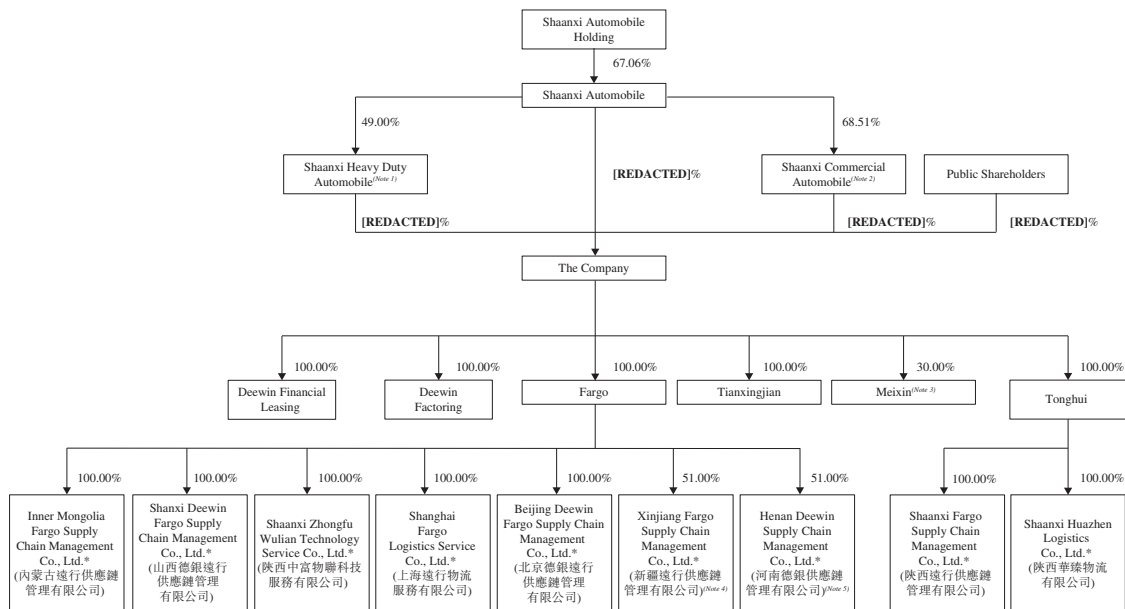 Shaanxi Automobile
Holding
67.06%
Shaanxi Automobile
49.00%
68.51%
Shaanxi Heavy Duty
Automobile(Note 1)
[REDACTED]%
Shaanxi Commercial
Automobile(Note 2)
Public Shareholders
[REDACTED]%
[REDACTED]%
[REDACTED]%
The Company
100.00%
100.00%
100.00%
100.00%
30.00%
100.00%
Deewin Financial
Leasing
Deewin
Factoring
Fargo
Tianxingjian
Meixin(Note 3)
Tonghui
100.00%
100.00%
100.00%
100.00%
100.00%
51.00%
51.00%
100.00%
100.00%
Inner Mongolia
Fargo Supply
Chain Management
Co., Ltd.*
(內蒙古遠行供應鏈
管理有限公司)
Shanxi Deewin
Fargo Supply
Chain Management
Co., Ltd.*
(山西德銀遠行
供應鏈管理
有限公司)
Shaanxi Zhongfu
Wulian Technology
Service Co., Ltd.*
(陝西中富物聯科技
服務有限公司)
Shanghai
Fargo
Logistics Service
Co., Ltd.*
(上海遠行物流
服務有限公司)
Beijing Deewin
Fargo Supply Chain
Management
Co., Ltd.*
(北京德銀遠行
供應鏈管理
有限公司)
Xinjiang Fargo
Supply Chain
Management
Co., Ltd.*
(新疆遠行供應鏈
管理有限公司)(Note 4)
Henan Deewin
Supply Chain
Management
Co., Ltd.*
(河南德銀供應鏈
管理有限公司)(Note 5)
Shaanxi Fargo
Supply Chain
Management
Co., Ltd.*
(陝西遠行供應鏈
管理有限公司)
Shaanxi Huazhen
Logistics
Co., Ltd.*
(陝西華臻物流
有限公司)